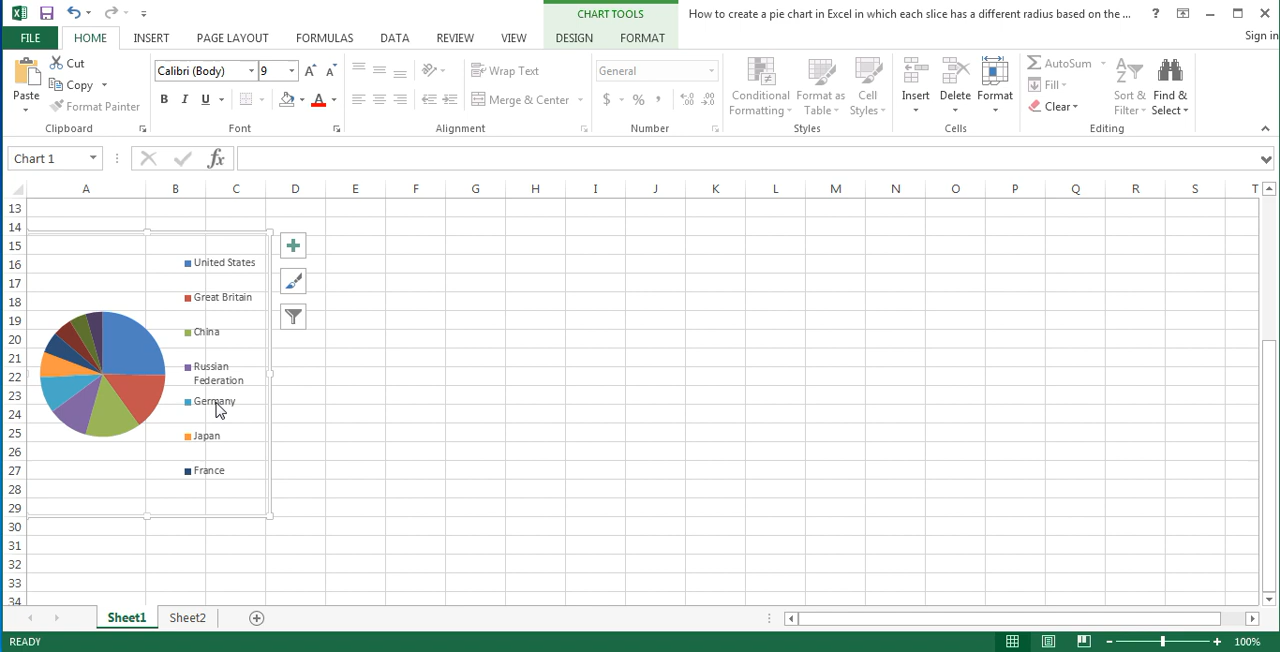 CHART TOOLS
How to create a pie chart in Excel in which each slice has a different radius based on the ...
?
FILE HOME INSERT PAGE LAYOUT FORMULAS DATA REVIEW VIEW DESIGN FORMAT Sign in
Paste
Cut
Copy
Format Painter
Clipboard
Calibri (Body) 9 A A
B I U A
Font
Wrap Text
Merge & Center
Alignment
General
$ % ,
Number
Conditional
Formatting
Format as
Table
Cell
Styles
Styles
Insert Delete Format
Cells
AutoSum
Fill
Clear
Sort &
Filter
Find &
Select
Editing
Chart 1 fx
A B C D E F G H I J K L M N O P Q R S T
13
14
15
16
17
18
19
20
21
22
23
24
25
26
27
28
29
30
31
32
33
34
United States
Great Britain
China
Russian
Federation
Germany
Japan
France
Sheet1 Sheet2
READY 100%